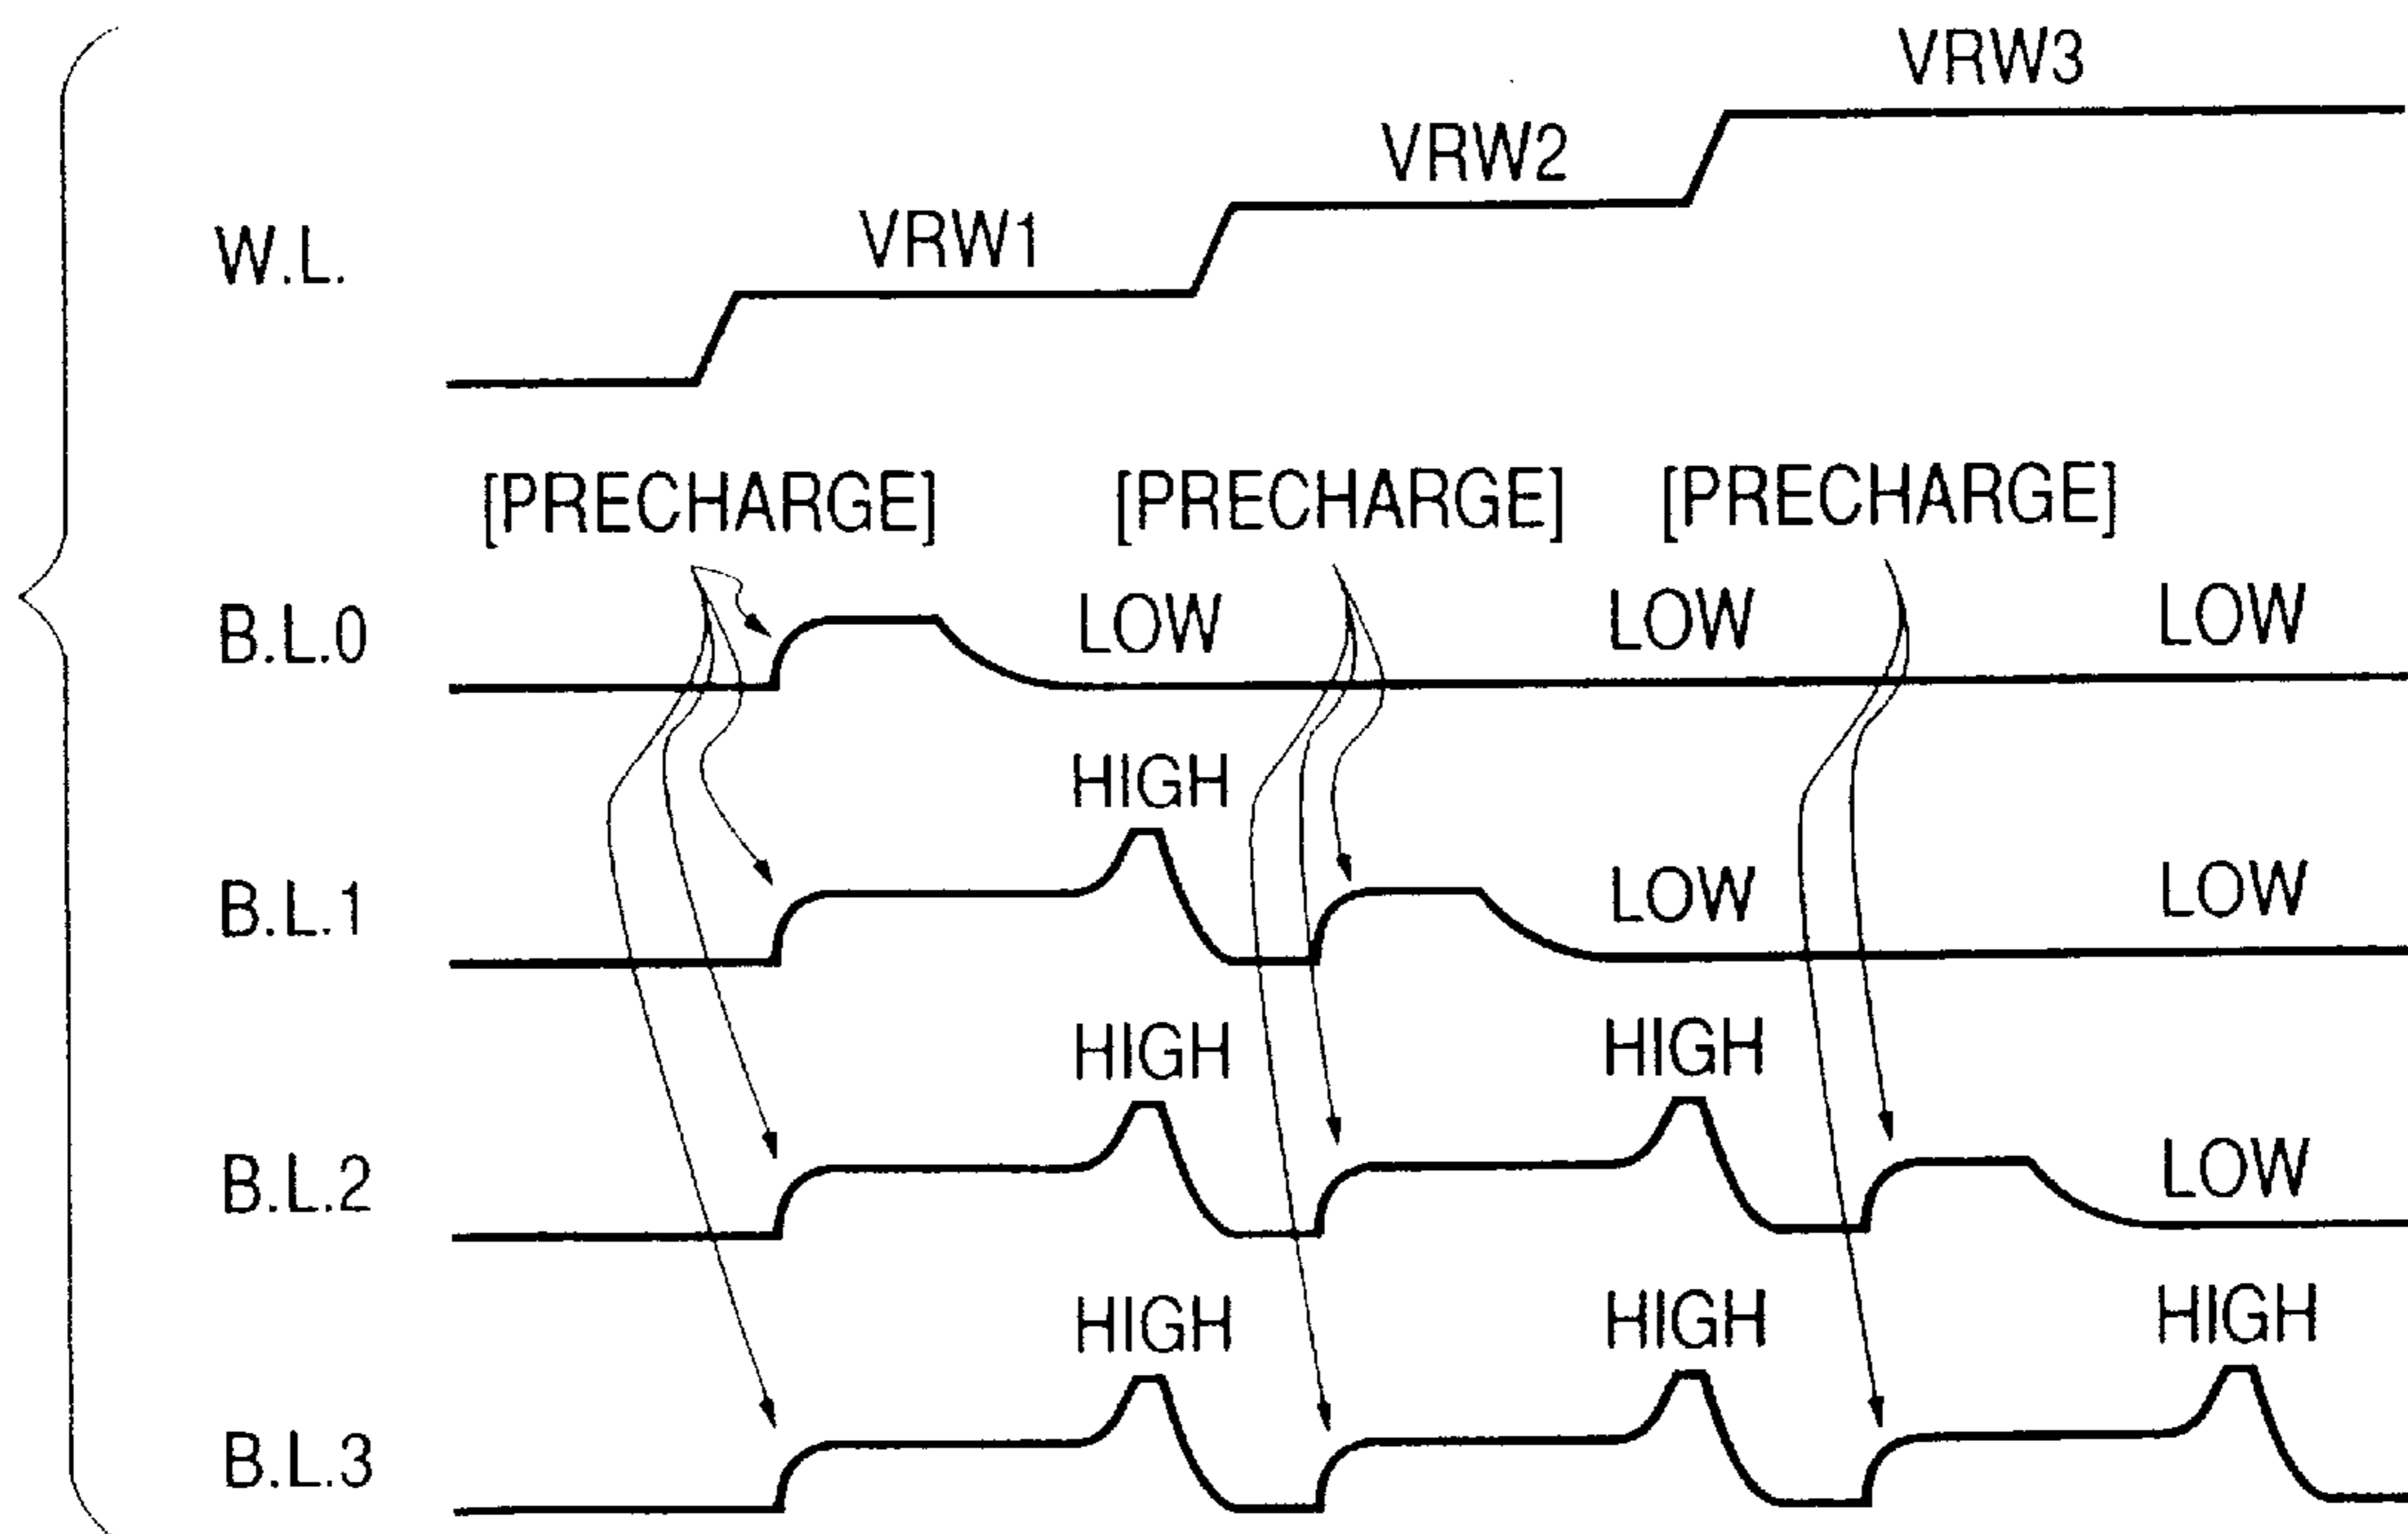 VRW3
VRW2
VRW1
W.L.
[PRECHARGE] [PRECHARGE] [PRECHARGE]
B.L.0 LOW LOW LOW
HIGH
B.L.1 LOW LOW
HIGH HIGH
B.L.2 LOW
HIGH HIGH HIGH
B.L.3